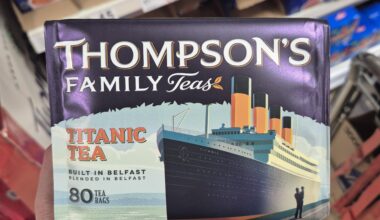 THOMPSON'S
FAMILY Teas
TITANIC
TEA
BUILT IN BELFAST
BLENDED IN BELFAST
80 TEA BAGS